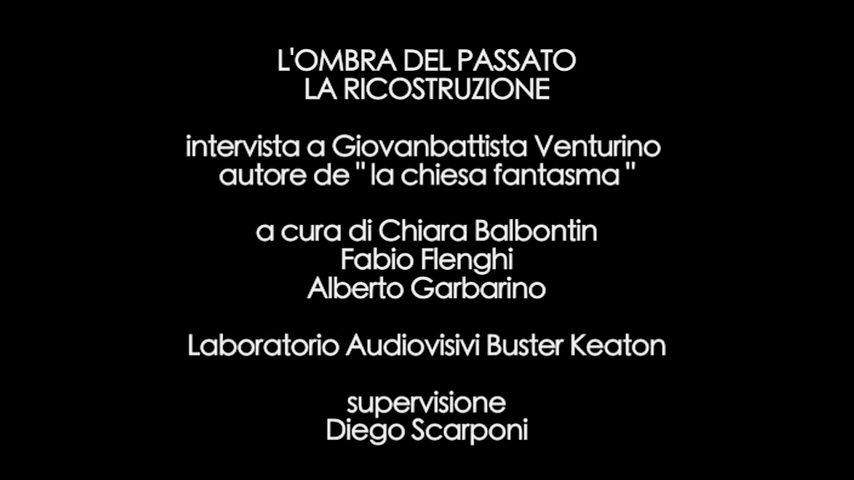 L'OMBRA DEL PASSATO
LA RICOSTRUZIONE
intervista a Giovanbattista Venturino
autore de " la chiesa fantasma "
a cura di Chiara Balbontin
Fabio Flenghi
Alberto Garbarino
Laboratorio Audiovisivi Buster Keaton
supervisione
Diego Scarponi